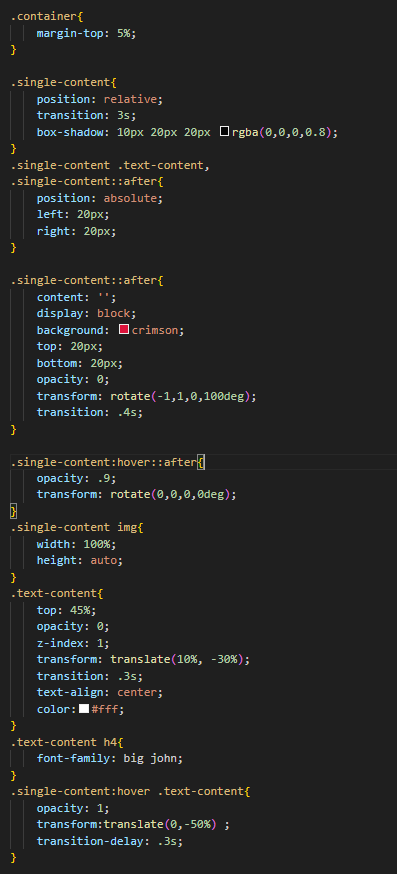 .container{
margin-top: 5%;
}
.single-content{
position: relative;
transition: 3s;
box-shadow: 10px 20px 20px rgba(0,0,0,0.8);
}
.single-content .text-content,
.single-content::after{
position: absolute;
left: 20px;
right: 20px;
}
.single-content::after{
content: '';
display: block;
background: crimson;
top: 20px;
bottom: 20px;
opacity: 0;
transform: rotate(-1,1,0,100deg);
transition: .4s;
}
.single-content:hover::after{
opacity: .9;
transform: rotate(0,0,0,0deg);
}
.single-content img{
width: 100%;
height: auto;
}
.text-content{
top: 45%;
opacity: 0;
z-index: 1;
transform: translate(10%, -30%);
transition: .3s;
text-align: center;
color:#fff;
}
.text-content h4{
font-family: big john;
}
.single-content:hover .text-content{
opacity: 1;
transform:translate(0,-50%) ;
transition-delay: .3s;
}